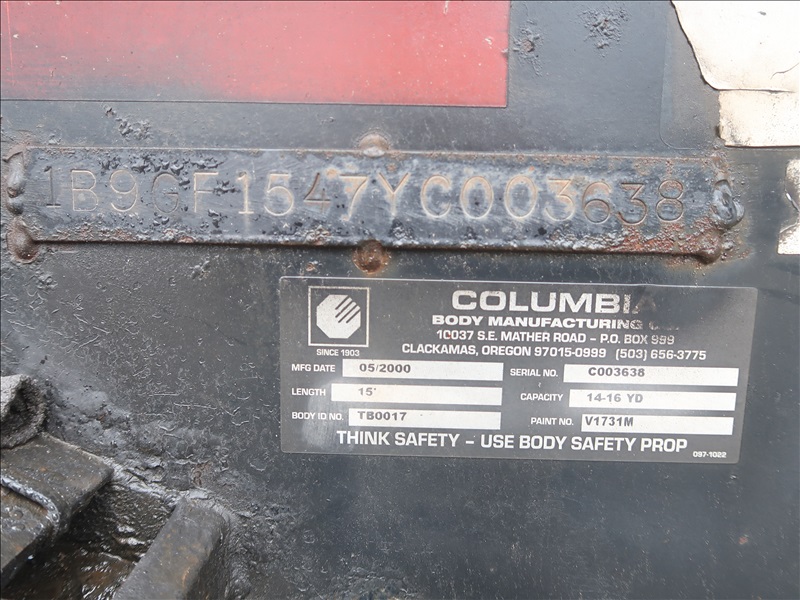 1B9GF1547YC003638
COLUMBIA
BODY MANUFACTURING
10037 S.E. MATHER ROAD - P.O. BOX 999
CLACKAMAS, OREGON 97015-0999 (503) 656-3775
SINCE 1903
MFG DATE 05/2000 SERIAL NO. C003638
LENGTH 15' CAPACITY 14-16 YD
BODY ID NO. TB0017 PAINT NO. V1731M
THINK SAFETY - USE BODY SAFETY PROP
097-1022